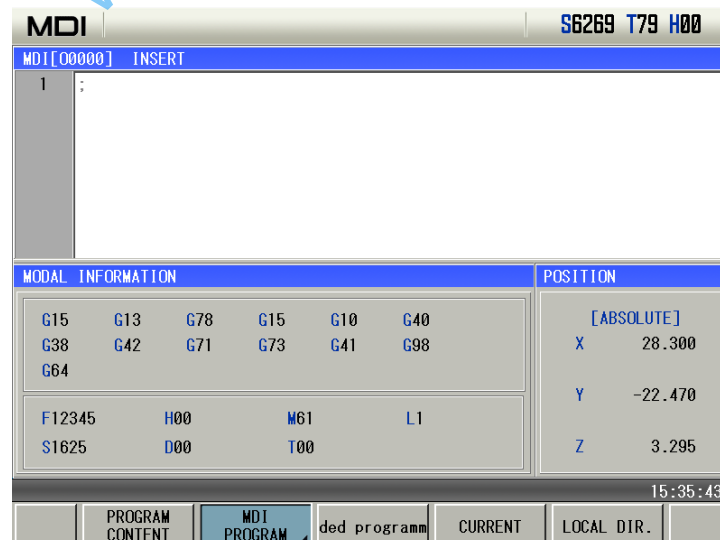 MDI S6269 T79 H00
MDI[O0000] INSERT
1 ;
MODAL INFORMATION POSITION
G15 G13 G78 G15 G10 G40 [ABSOLUTE]
G38 G42 G71 G73 G41 G98 X 28.300
G64
Y -22.470
F12345 H00 M61 L1
S1625 D00 T00 Z 3.295
15:35:43
PROGRAM CONTENT MDI PROGRAM ded programm CURRENT LOCAL DIR.